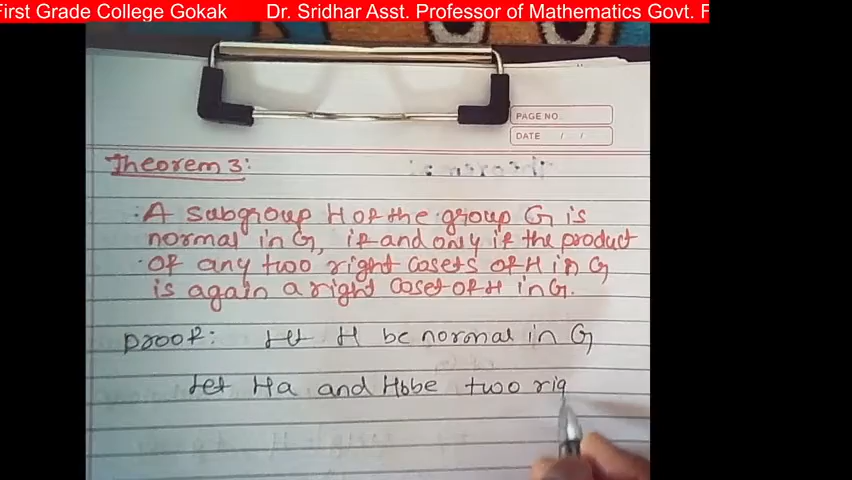 First Grade College Gokak Dr. Sridhar Asst. Professor of Mathematics Govt. F
PAGE NO.
DATE / /
Theorem 3:
A subgroup H of the group G is
normal in G, if and only if the product
of any two right cosets of H in G
is again a right coset of H in G.
proof: Let H be normal in G
Let Ha and Hb be two rig